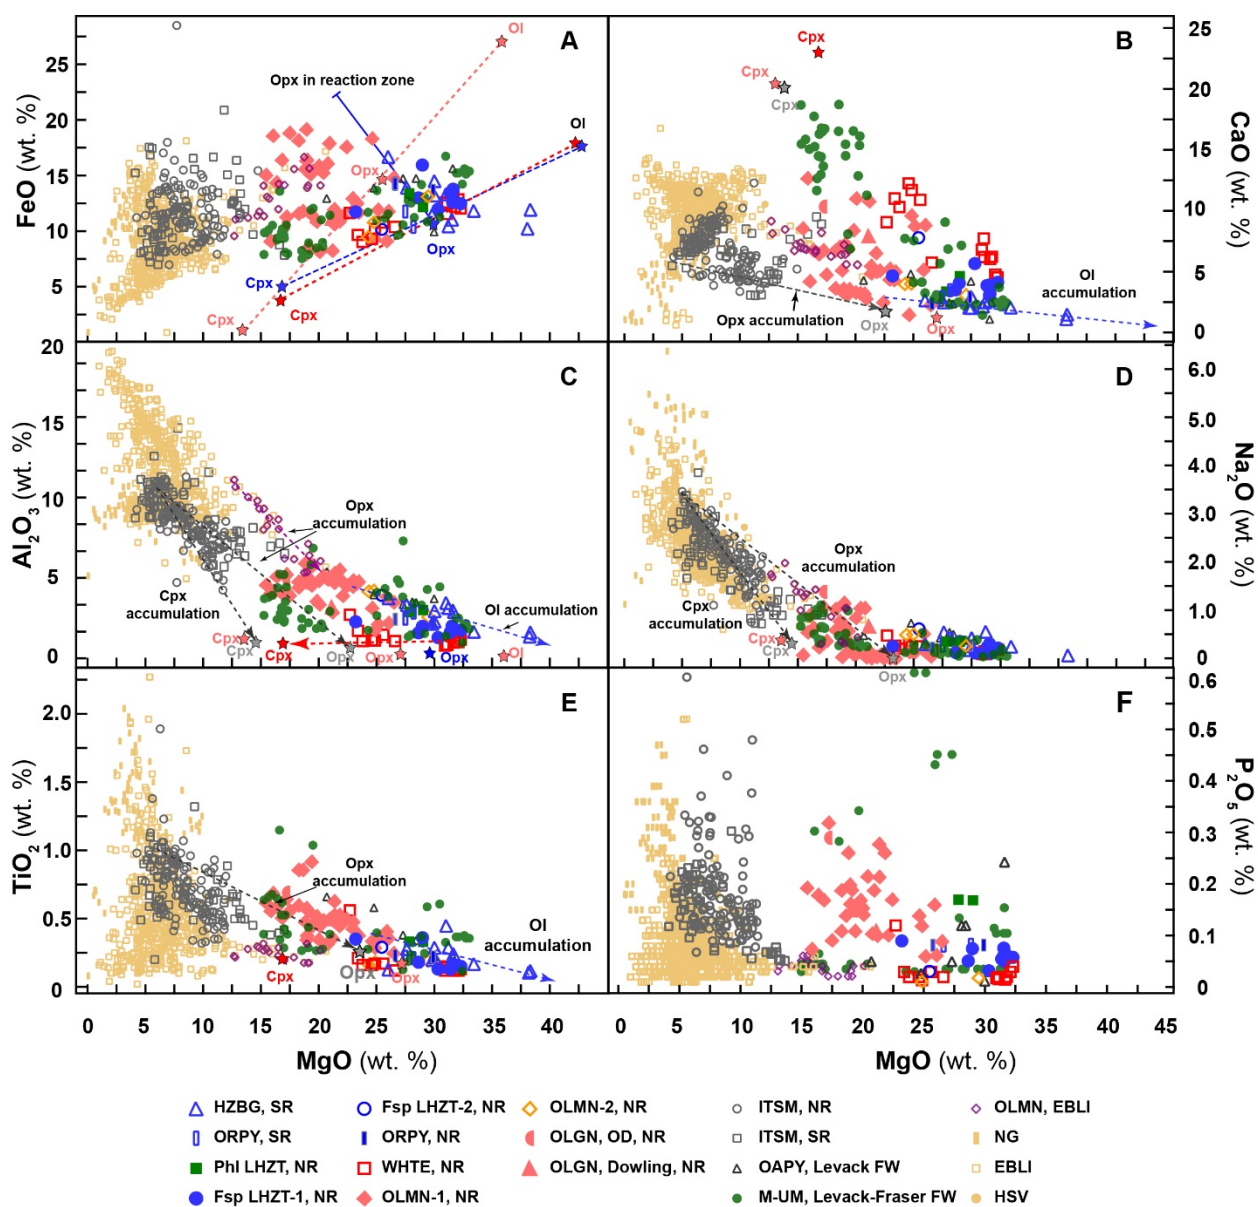 A
FeO (wt. %)
25
20
15
10
5
0
Opx in reaction zone
Ol
Ol
Opx
Opx
Cpx
Cpx
Cpx
B
CaO (wt. %)
25
20
15
10
5
0
Cpx
Cpx
Cpx
Opx accumulation
Opx
Opx
Ol
accumulation
C
Al2O3 (wt. %)
20
15
10
5
0
Opx
accumulation
Cpx
accumulation
Ol accumulation
Cpx
Cpx
Cpx
Opx
Opx
Opx
Ol
D
Na2O (wt. %)
6.0
5.0
4.0
3.0
2.0
1.0
0
Opx
accumulation
Cpx
accumulation
Cpx
Cpx
Opx
E
TiO2 (wt. %)
2.0
1.5
1.0
0.5
0
Opx
accumulation
Ol
accumulation
Cpx
Opx
Opx
F
P2O5 (wt. %)
0.6
0.5
0.4
0.3
0.2
0.1
0
0 5 10 15 20 25 30 35 40
MgO (wt. %)
0 5 10 15 20 25 30 35 40 45
MgO (wt. %)
HZBG, SR
ORPY, SR
Phl LHZT, NR
Fsp LHZT-1, NR
Fsp LHZT-2, NR
ORPY, NR
WHTE, NR
OLMN-1, NR
OLMN-2, NR
OLGN, OD, NR
OLGN, Dowling, NR
ITSM, NR
ITSM, SR
OAPY, Levack FW
M-UM, Levack-Fraser FW
OLMN, EBLI
NG
EBLI
HSV